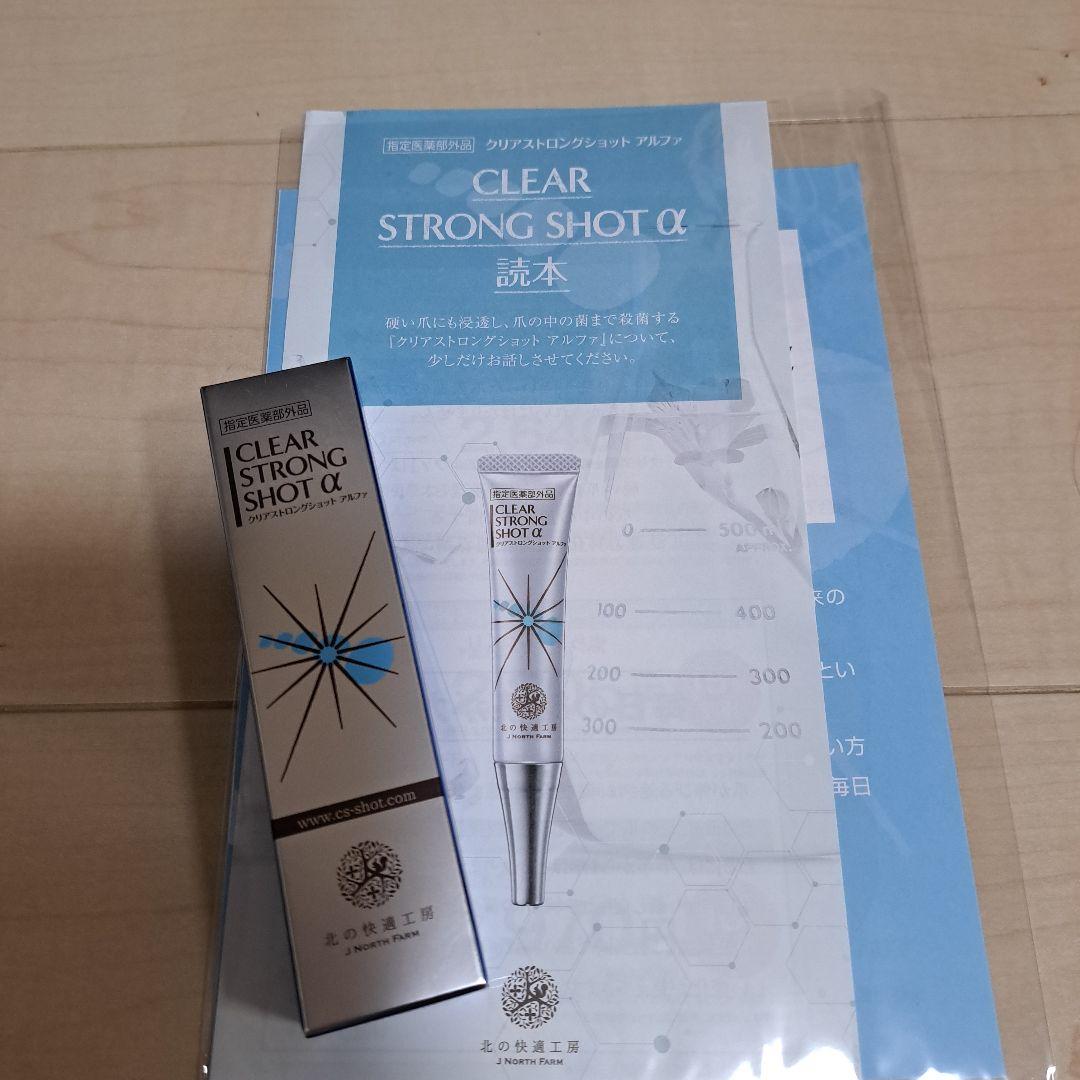 指定医薬部外品 クリアストロングショット アルファ
CLEAR
STRONG SHOT α
読本
硬い爪にも浸透し、爪の中の菌まで殺菌する
『クリアストロングショット アルファ』について、
少しだけお話しさせてください。
指定医薬部外品
CLEAR
STRONG
SHOT α
クリアストロングショット アルファ
www.cs-shot.com
北の快適工房
J NORTH FARM
指定医薬部外品
CLEAR
STRONG
SHOT α
クリアストロングショット アルファ
北の快適工房
J NORTH FARM
0 500
100 400
200 300
300 200
来の
とい
い方
毎日
北の快適工房
J NORTH FARM